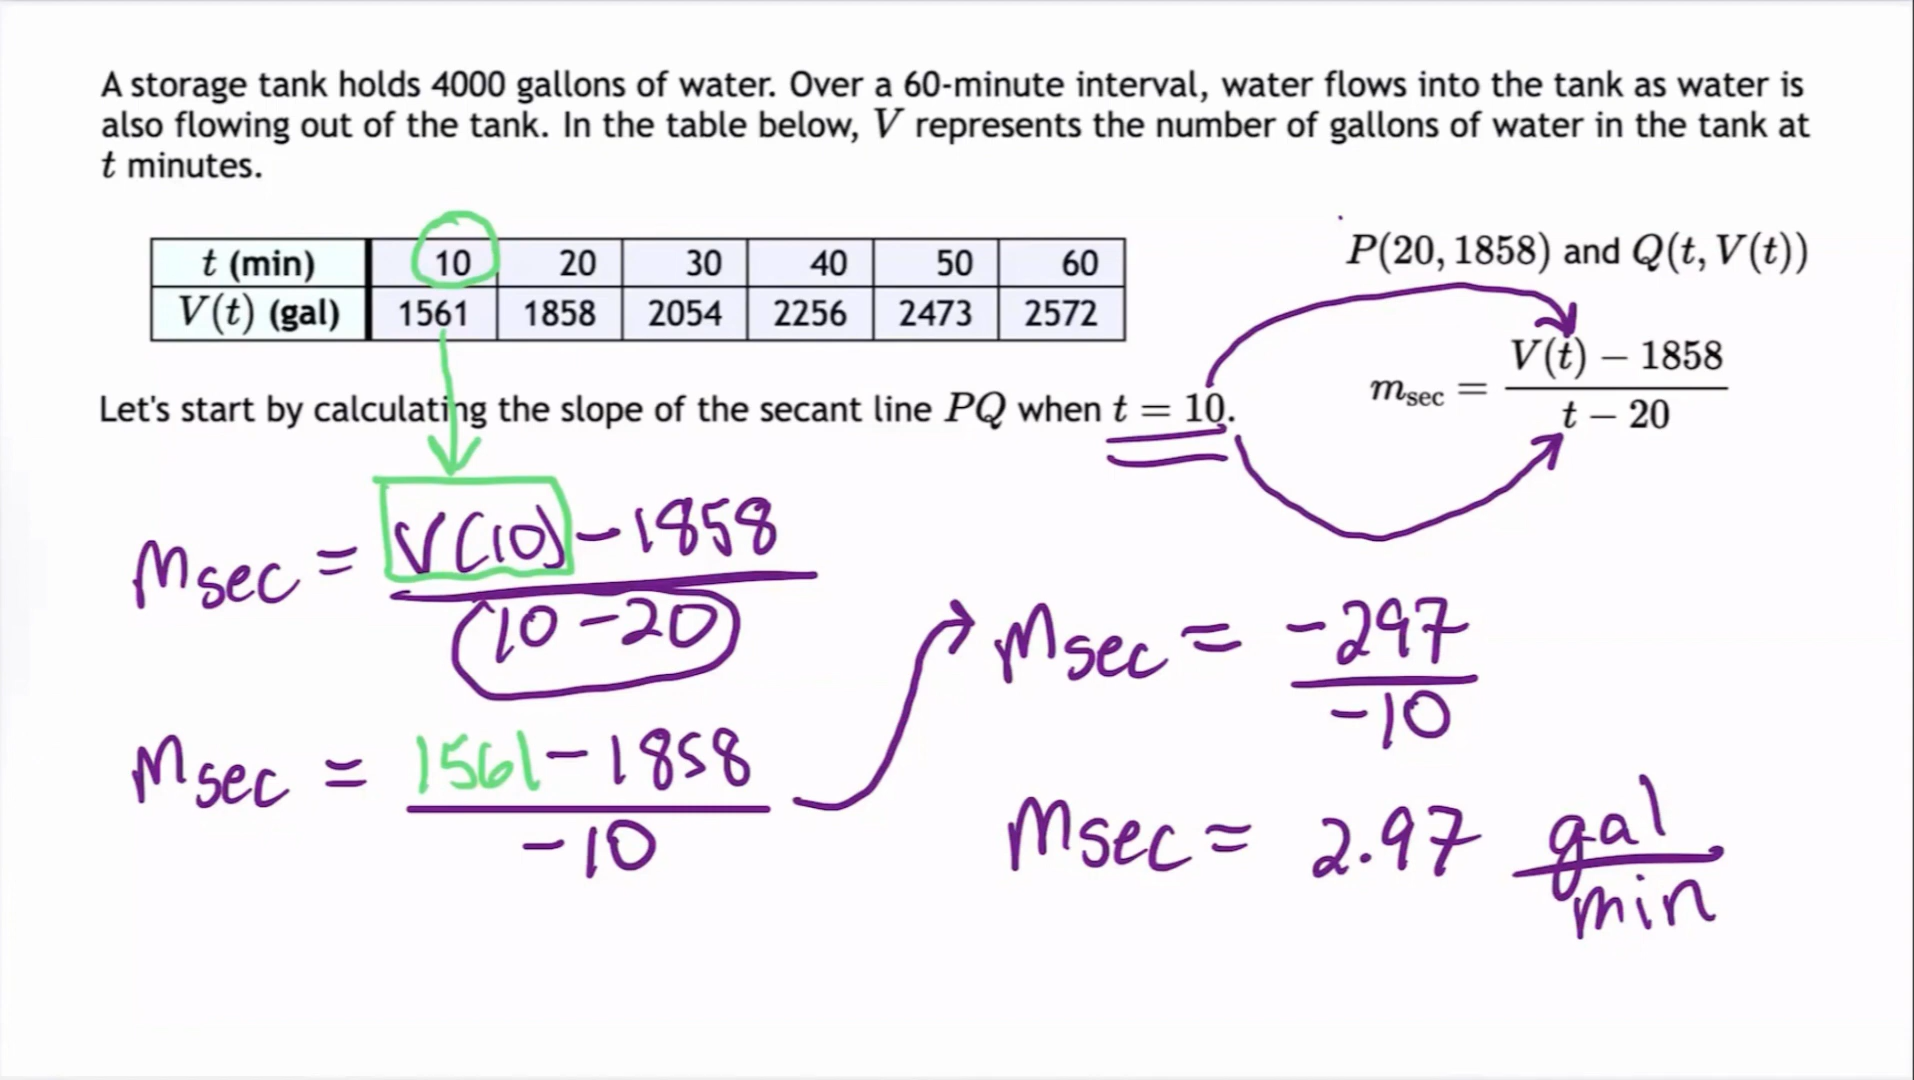 A storage tank holds 4000 gallons of water. Over a 60-minute interval, water flows into the tank as water is
also flowing out of the tank. In the table below, V represents the number of gallons of water in the tank at
t minutes.
t (min) 10 20 30 40 50 60
V(t) (gal) 1561 1858 2054 2256 2473 2572
P(20, 1858) and Q(t, V(t))
m_sec = (V(t) − 1858)/(t − 20)
Let's start by calculating the slope of the secant line PQ when t = 10.
Msec = (V(10) - 1858)/(10 - 20)
Msec = (1561 - 1858)/(-10)
Msec = -297/-10
Msec = 2.97 gal/min